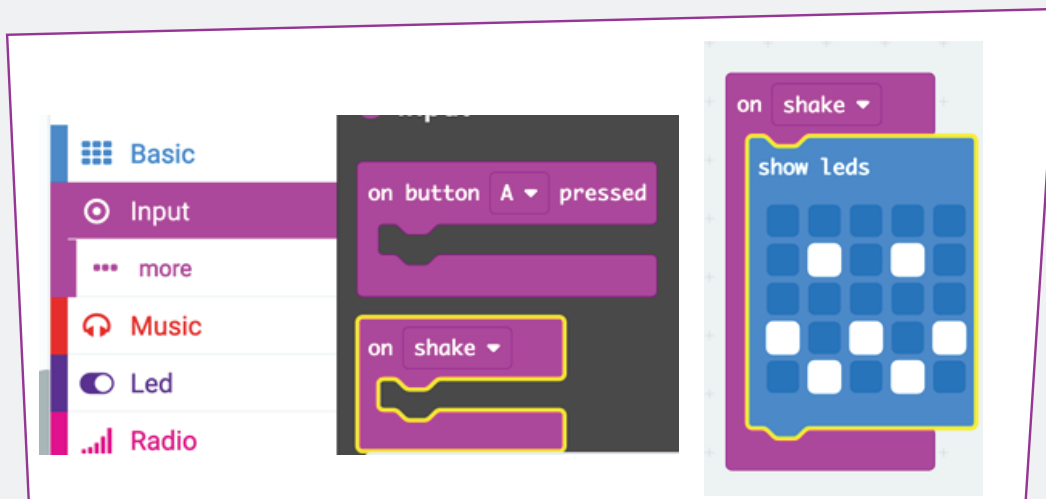 Basic
Input
more
Music
Led
Radio
on button A pressed
on shake
on shake
show leds